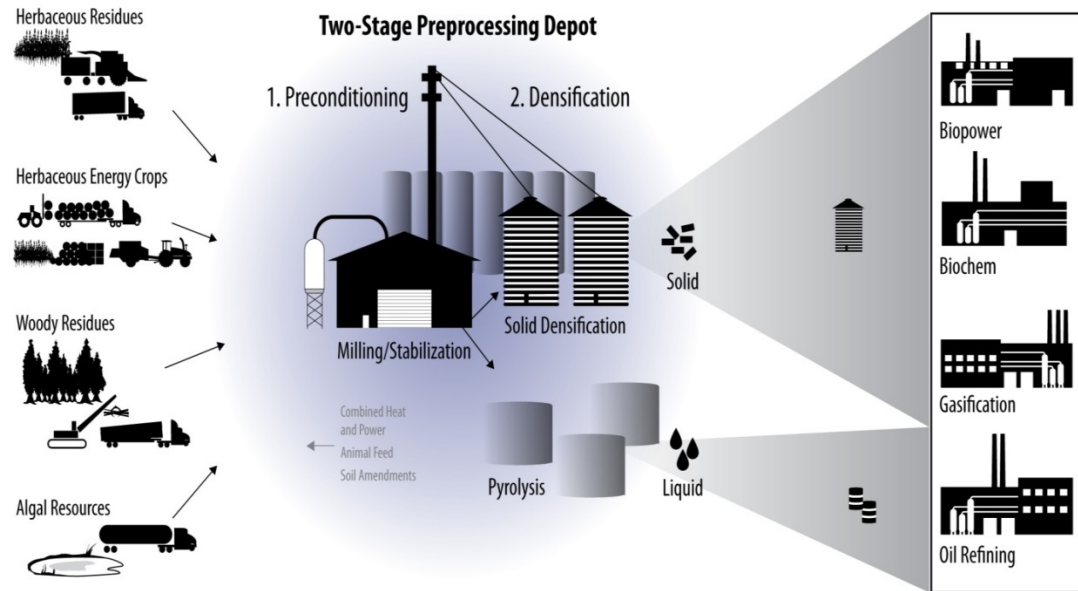 Two-Stage Preprocessing Depot
Herbaceous Residues
Herbaceous Energy Crops
Woody Residues
Algal Resources
1. Preconditioning
2. Densification
Milling/Stabilization
Solid Densification
Combined Heat
and Power
Animal Feed
Soil Amendments
Pyrolysis
Solid
Liquid
Biopower
Biochem
Gasification
Oil Refining